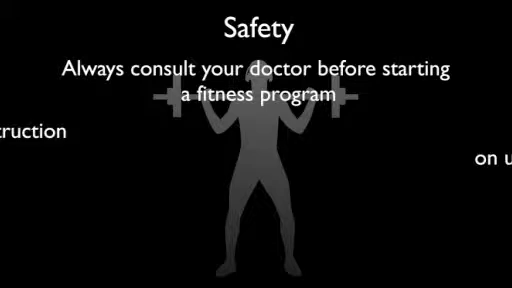 Safety
Always consult your doctor before starting
a fitness program
truction
on u